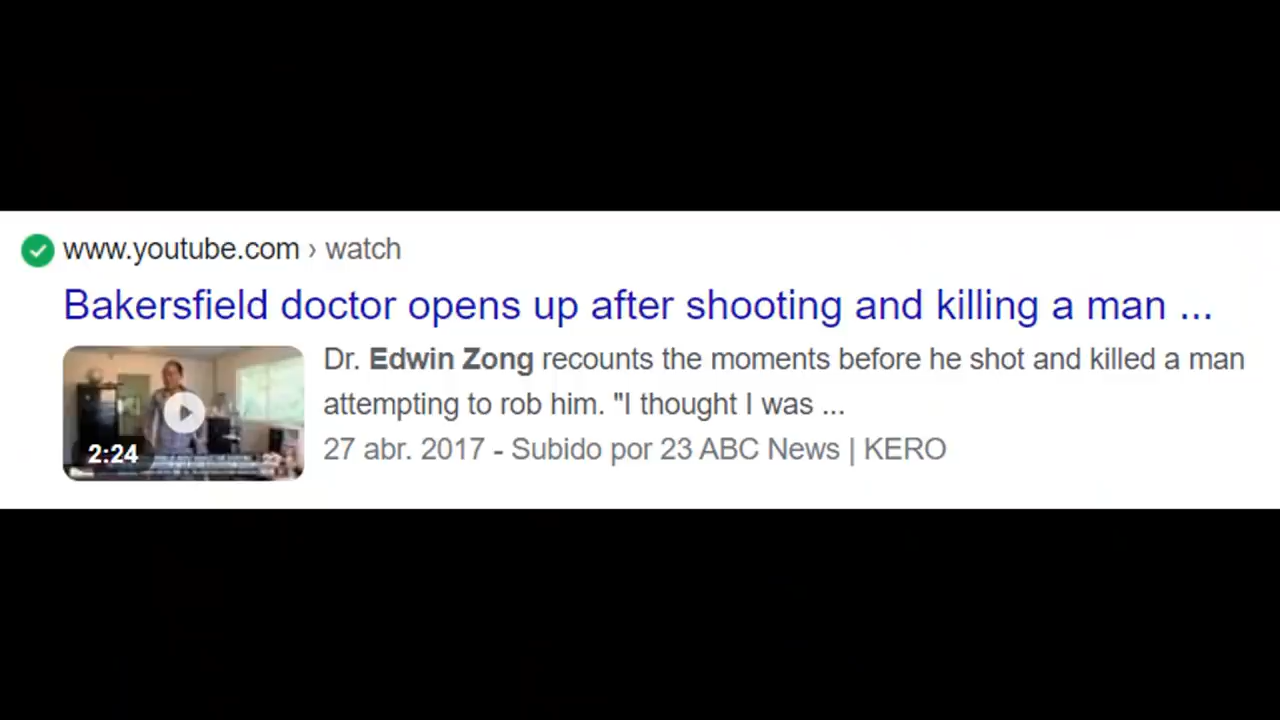 www.youtube.com › watch
Bakersfield doctor opens up after shooting and killing a man ...
Dr. Edwin Zong recounts the moments before he shot and killed a man
attempting to rob him. "I thought I was ...
2:24
27 abr. 2017 - Subido por 23 ABC News | KERO